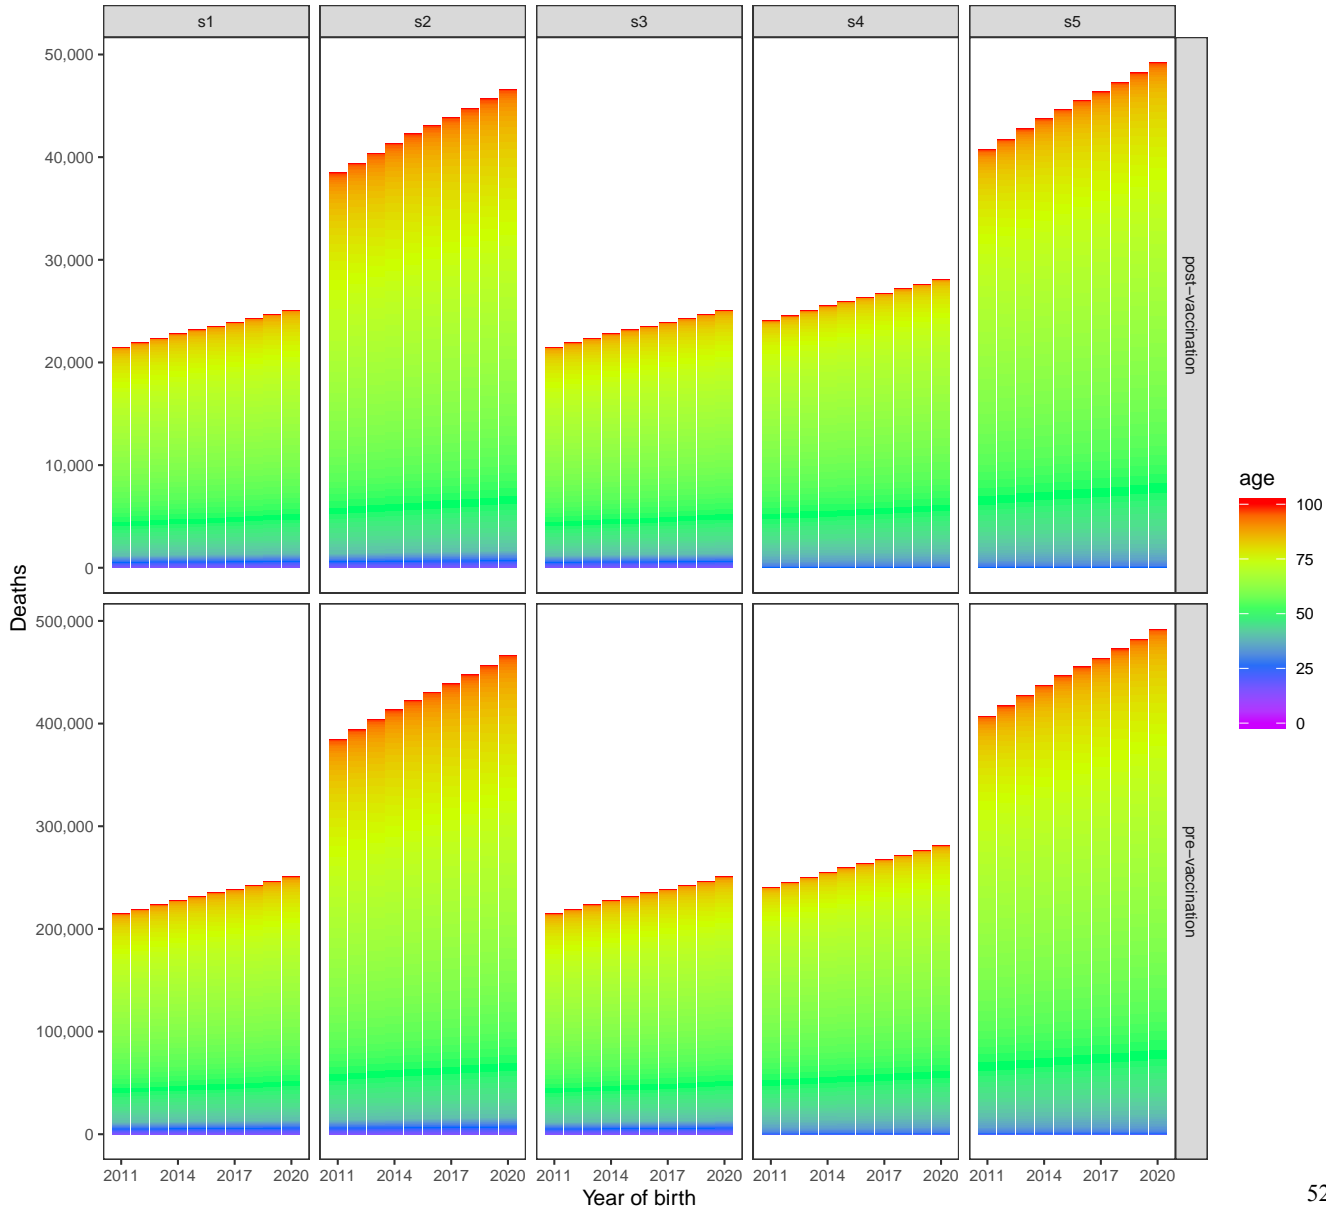 s1 s2 s3 s4 s5
50,000
40,000
30,000
20,000
10,000
0
post−vaccination
500,000
400,000
300,000
200,000
100,000
0
pre−vaccination
Deaths
2011 2014 2017 2020 2011 2014 2017 2020 2011 2014 2017 2020 2011 2014 2017 2020 2011 2014 2017 2020
Year of birth
age
100
75
50
25
0
52